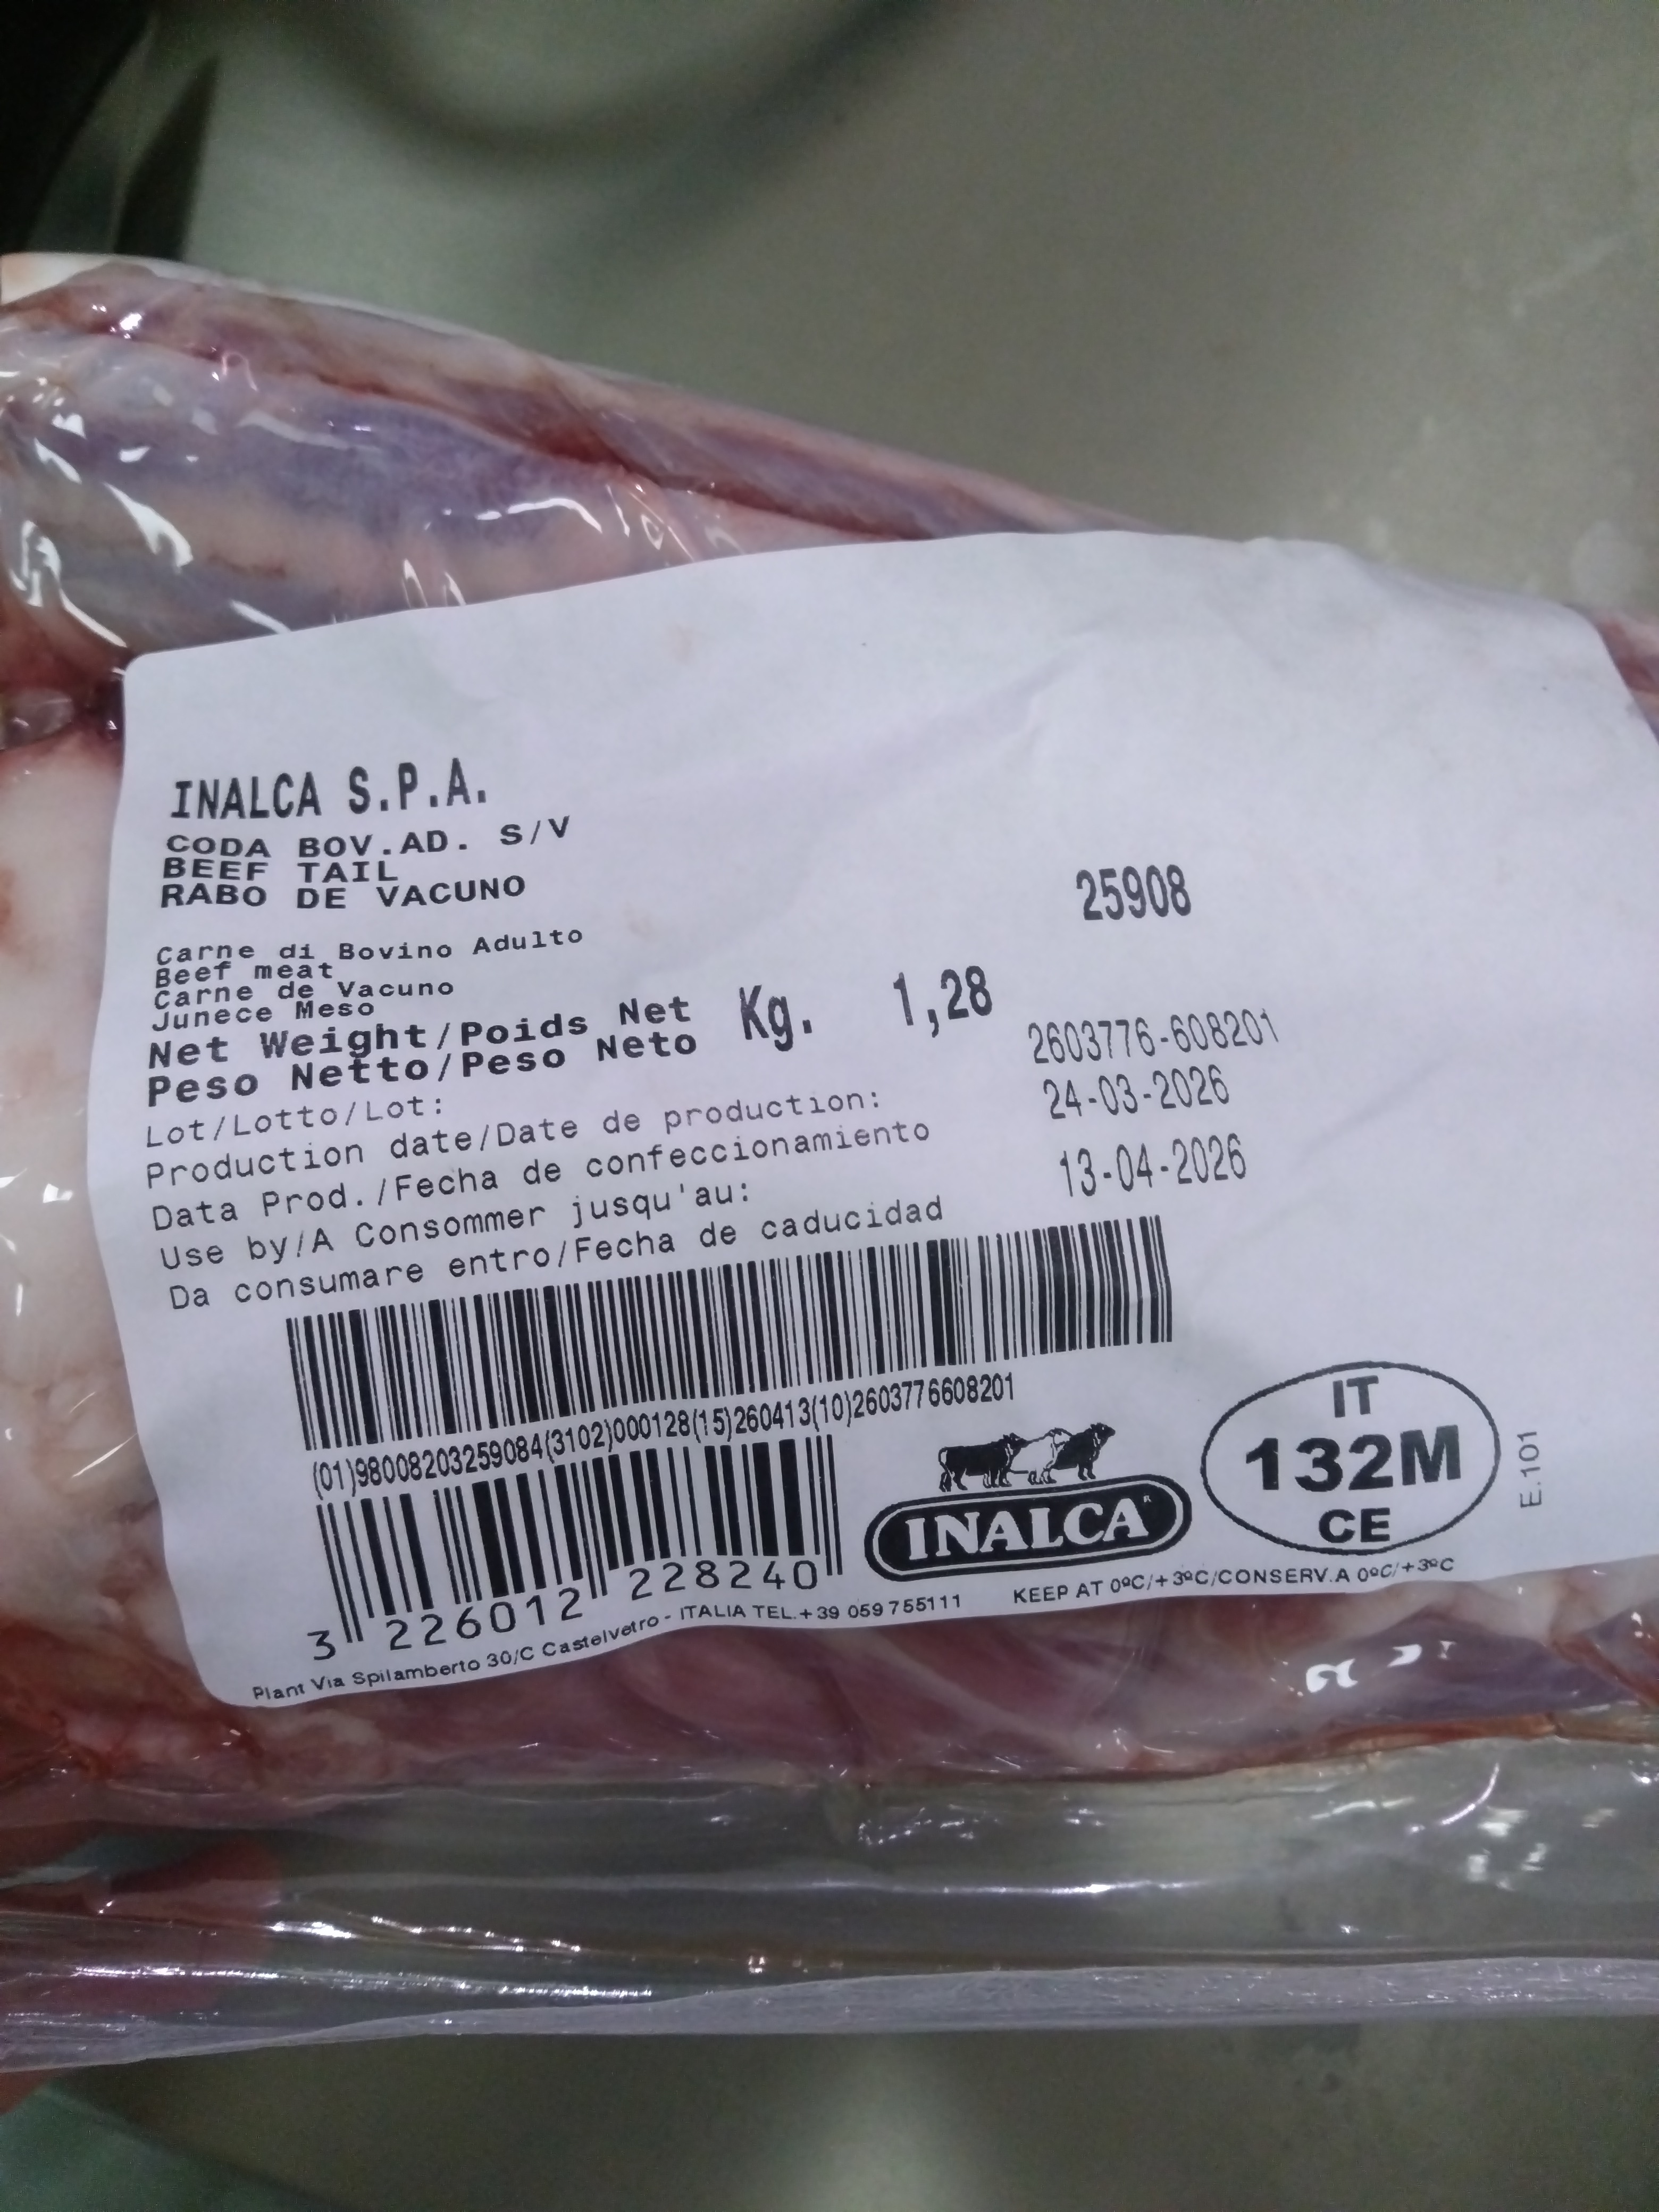 INALCA S.P.A.
CODA BOV.AD. S/V
BEEF TAIL
RABO DE VACUNO
25908
Carne di Bovino Adulto
Beef meat
Carne de Vacuno
Junece Meso
Net Weight/Poids Net
Peso Netto/Peso Neto
Kg. 1,28
Lot/Lotto/Lot:
2603776-608201
Production date/Date de production:
24-03-2026
Data Prod./Fecha de confeccionamiento
Use by/A Consommer jusqu'au:
13-04-2026
Da consumare entro/Fecha de caducidad
(01)98008203259084(3102)000128(15)260413(10)2603776608201
3 226012 228240
INALCA
IT
132M
CE
E.101
Plant Via Spilamberto 30/C Castelvetro - ITALIA TEL.+39 059 755111
KEEP AT 0ºC/+3ºC/CONSERV.A 0ºC/+3ºC